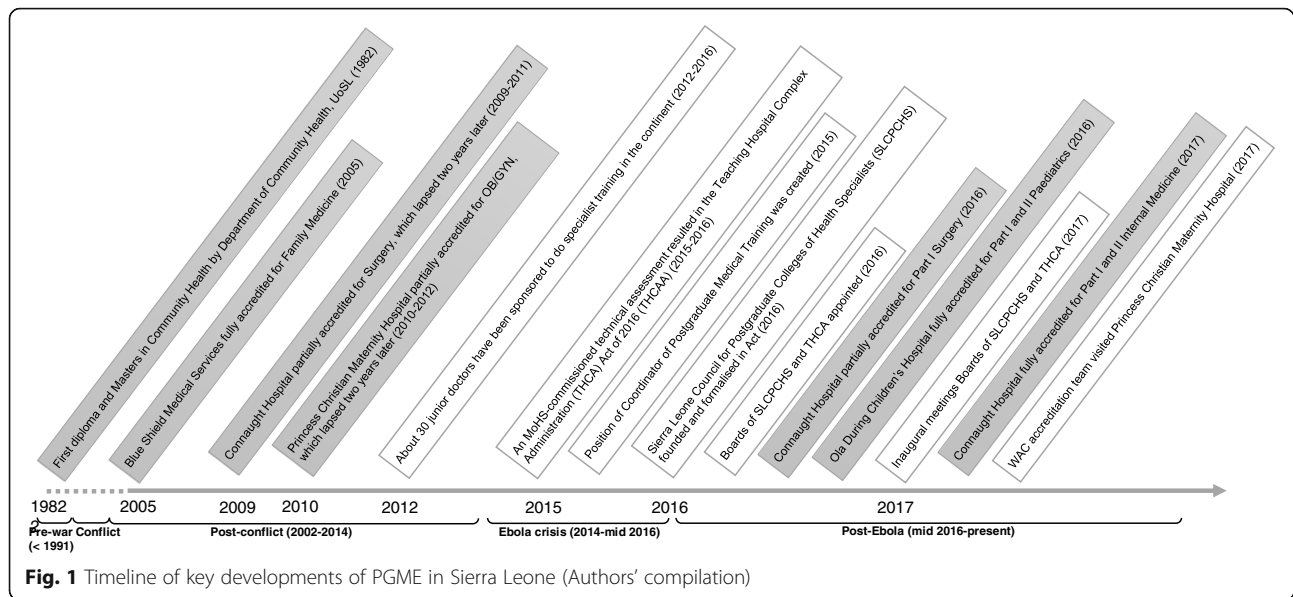 First diploma and Masters in Community Health by Department of Community Health, UoSL (1982)
Blue Shield Medical Services fully accredited for Family Medicine (2005)
Connaught Hospital partially accredited for Surgery, which lapsed two years later (2009-2011)
Princess Christian Maternity Hospital partially accredited for OB/GYN,
which lapsed two years later (2010-2012)
About 30 junior doctors have been sponsored to do specialist training in the continent (2012-2016)
An MoHS-commissioned technical assessment resulted in the Teaching Hospital Complex
Administration (THCA) Act of 2016 (THCAA) (2015-2016)
Position of Coordinator of Postgraduate Medical Training was created (2015)
Sierra Leone Council for Postgraduate Colleges of Health Specialists (SLCPCHS)
founded and formalised in Act (2016)
Boards of SLCPCHS and THCA appointed (2016)
Connaught Hospital partially accredited for Part I Surgery (2016)
Ola During Children's Hospital fully accredited for Part I and II Paediatrics (2016)
Inaugural meetings Boards of SLCPCHS and THCA (2017)
Connaught Hospital fully accredited for Part I and II Internal Medicine (2017)
WAC accreditation team visited Princess Christian Maternity Hospital (2017)
1982 2005 2009 2010 2012 2015 2016 2017
2
Pre-war Conflict Post-conflict (2002-2014) Ebola crisis (2014-mid 2016) Post-Ebola (mid 2016-present)
(< 1991)
Fig. 1 Timeline of key developments of PGME in Sierra Leone (Authors' compilation)